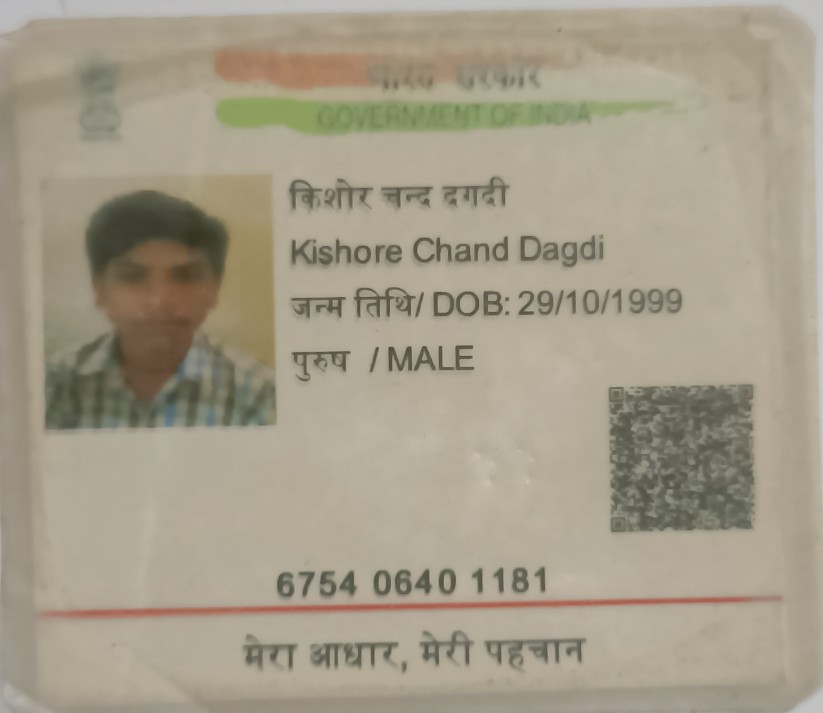 भारत सरकार
GOVERNMENT OF INDIA
किशोर चन्द दगदी
Kishore Chand Dagdi
जन्म तिथि/ DOB: 29/10/1999
पुरुष / MALE
6754 0640 1181
मेरा आधार, मेरी पहचान